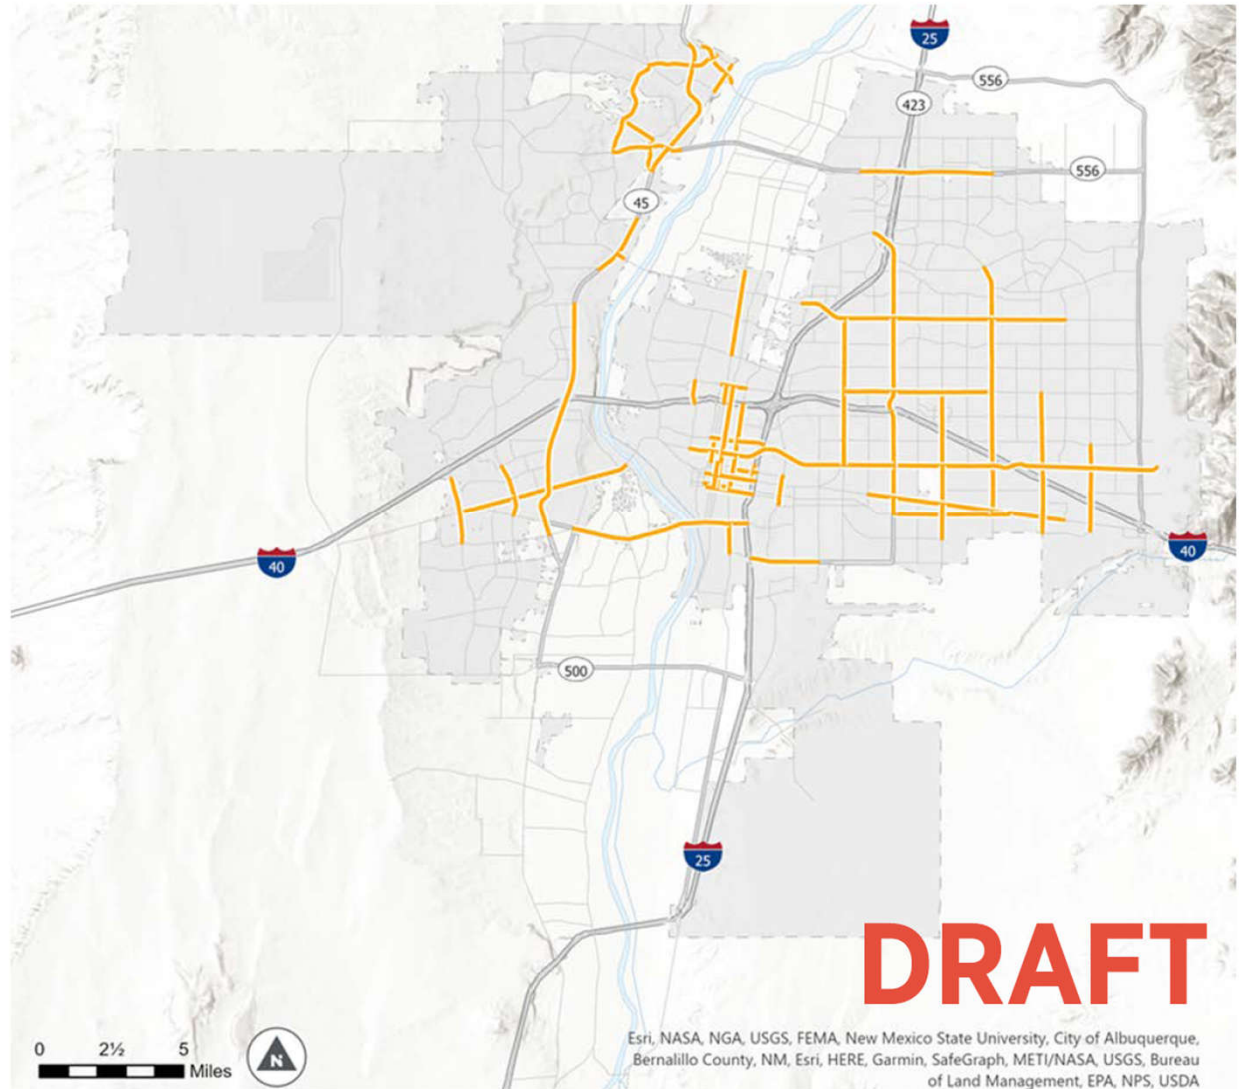 25
556
423
556
45
40
40
500
25
DRAFT
0 2½ 5
Miles
N
Esri, NASA, NGA, USGS, FEMA, New Mexico State University, City of Albuquerque,
Bernalillo County, NM, Esri, HERE, Garmin, SafeGraph, METI/NASA, USGS, Bureau
of Land Management, EPA, NPS, USDA